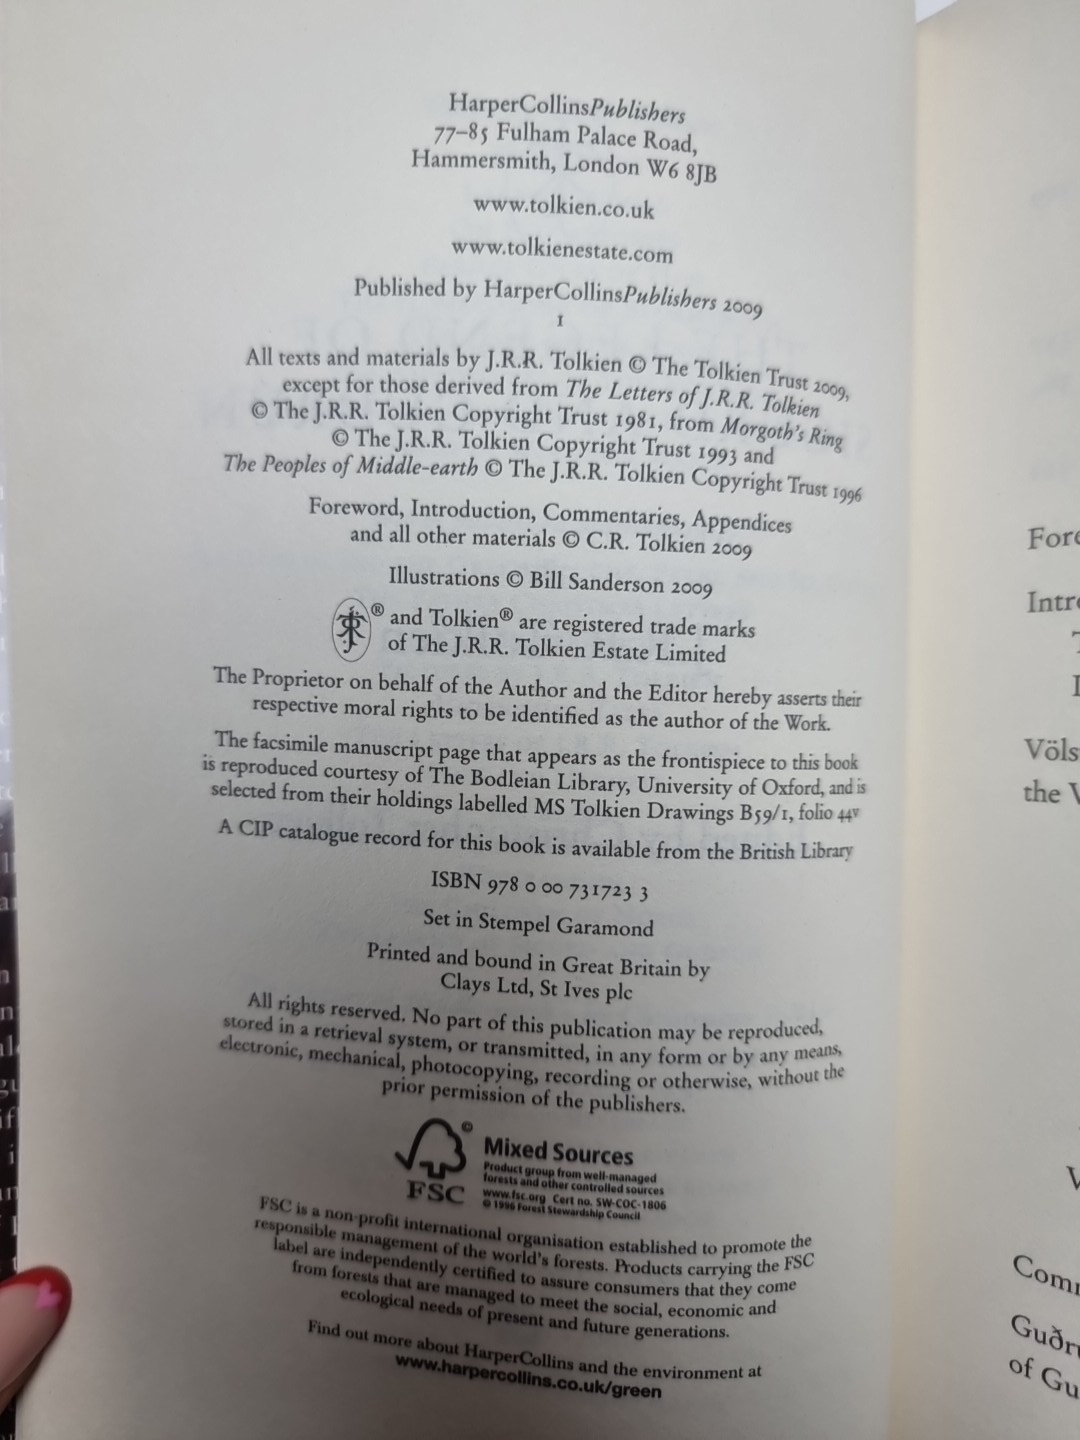 HarperCollinsPublishers
77–85 Fulham Palace Road,
Hammersmith, London W6 8JB
www.tolkien.co.uk
www.tolkienestate.com
Published by HarperCollinsPublishers 2009
1
All texts and materials by J.R.R. Tolkien © The Tolkien Trust 2009,
except for those derived from The Letters of J.R.R. Tolkien
© The J.R.R. Tolkien Copyright Trust 1981, from Morgoth's Ring
© The J.R.R. Tolkien Copyright Trust 1993 and
The Peoples of Middle-earth © The J.R.R. Tolkien Copyright Trust 1996
Foreword, Introduction, Commentaries, Appendices
and all other materials © C.R. Tolkien 2009
Illustrations © Bill Sanderson 2009
® and Tolkien® are registered trade marks
of The J.R.R. Tolkien Estate Limited
The Proprietor on behalf of the Author and the Editor hereby asserts their
respective moral rights to be identified as the author of the Work.
The facsimile manuscript page that appears as the frontispiece to this book
is reproduced courtesy of The Bodleian Library, University of Oxford, and is
selected from their holdings labelled MS Tolkien Drawings B59/1, folio 44v
A CIP catalogue record for this book is available from the British Library
ISBN 978 0 00 731723 3
Set in Stempel Garamond
Printed and bound in Great Britain by
Clays Ltd, St Ives plc
All rights reserved. No part of this publication may be reproduced,
stored in a retrieval system, or transmitted, in any form or by any means,
electronic, mechanical, photocopying, recording or otherwise, without the
prior permission of the publishers.
©
FSC
Mixed Sources
Product group from well-managed
forests and other controlled sources
www.fsc.org Cert no. SW-COC-1806
© 1996 Forest Stewardship Council
FSC is a non-profit international organisation established to promote the
responsible management of the world's forests. Products carrying the FSC
label are independently certified to assure consumers that they come
from forests that are managed to meet the social, economic and
ecological needs of present and future generations.
Find out more about HarperCollins and the environment at
www.harpercollins.co.uk/green
Fore
Intro
Völs
the V
V
Comm
Guðru
of Gu